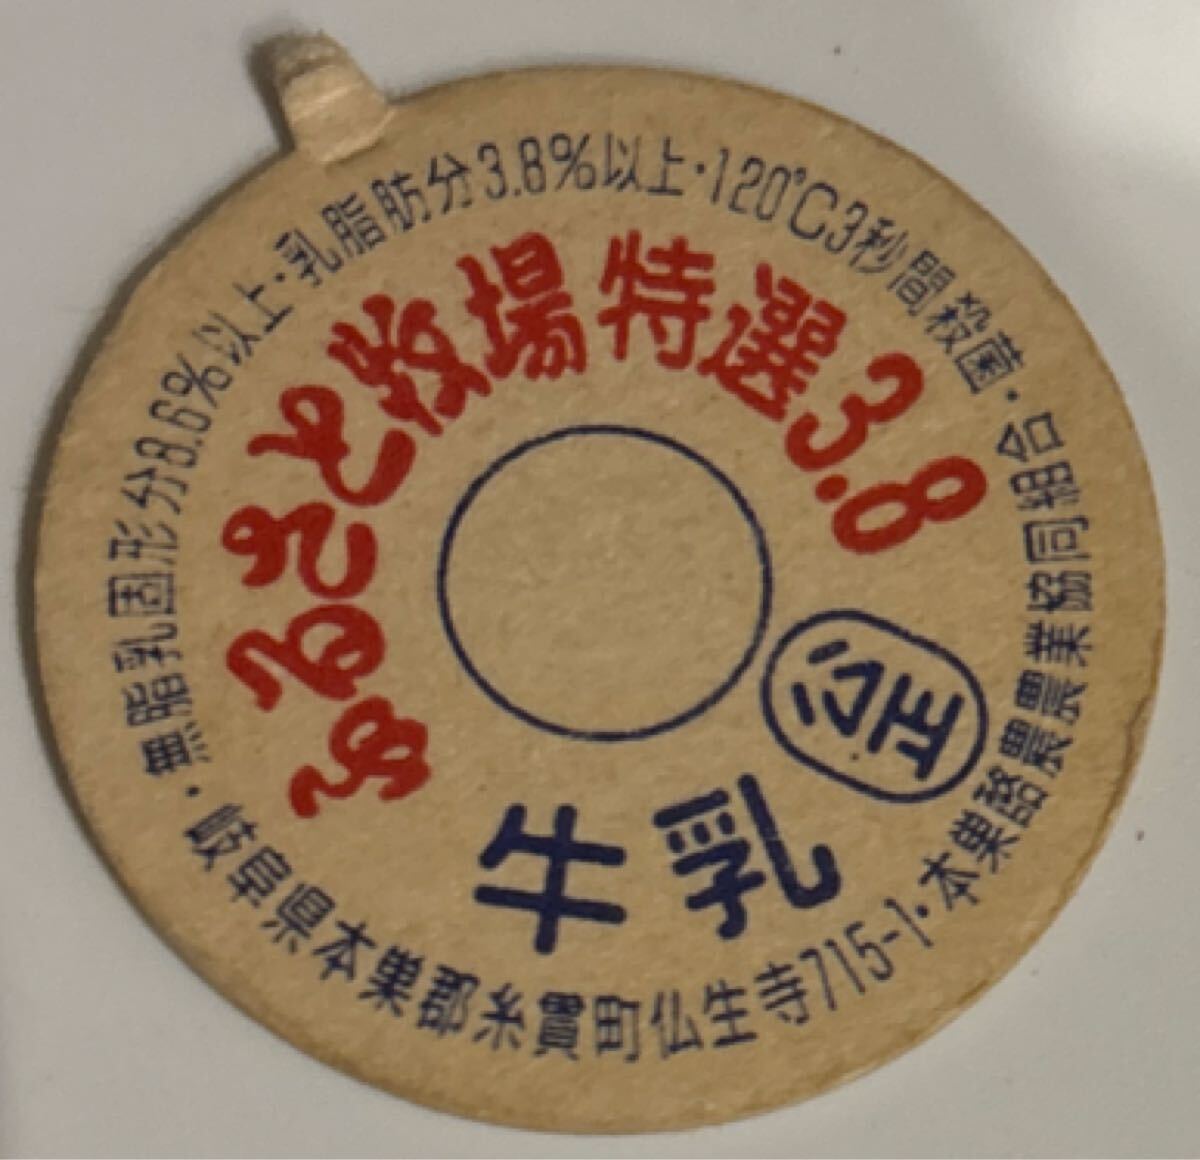 ふるさと牧場特選3.8
牛乳
公正
無脂乳固形分8.6%以上・乳脂肪分3.8%以上・120℃3秒間殺菌・
岐阜県本巣郡糸貫町仏生寺715-1・本巣酪農農業協同組合